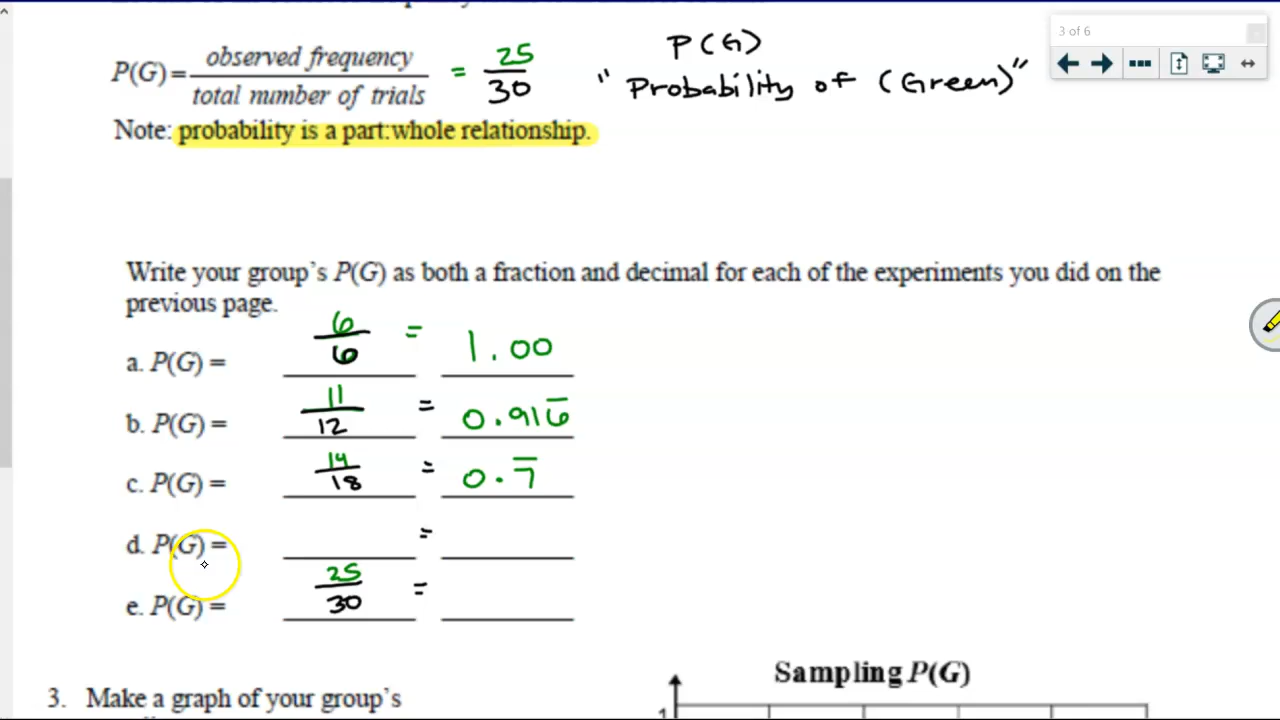 3 of 6
P(G) = observed frequency / total number of trials = 25/30
P(G)
"Probability of (Green)"
Note: probability is a part:whole relationship.
Write your group's P(G) as both a fraction and decimal for each of the experiments you did on the
previous page.
a. P(G) = 6/6 = 1.00
b. P(G) = 11/12 = 0.916̅
c. P(G) = 14/18 = 0.7̅
d. P(G) = =
e. P(G) = 25/30 =
Sampling P(G)
3. Make a graph of your group's
1